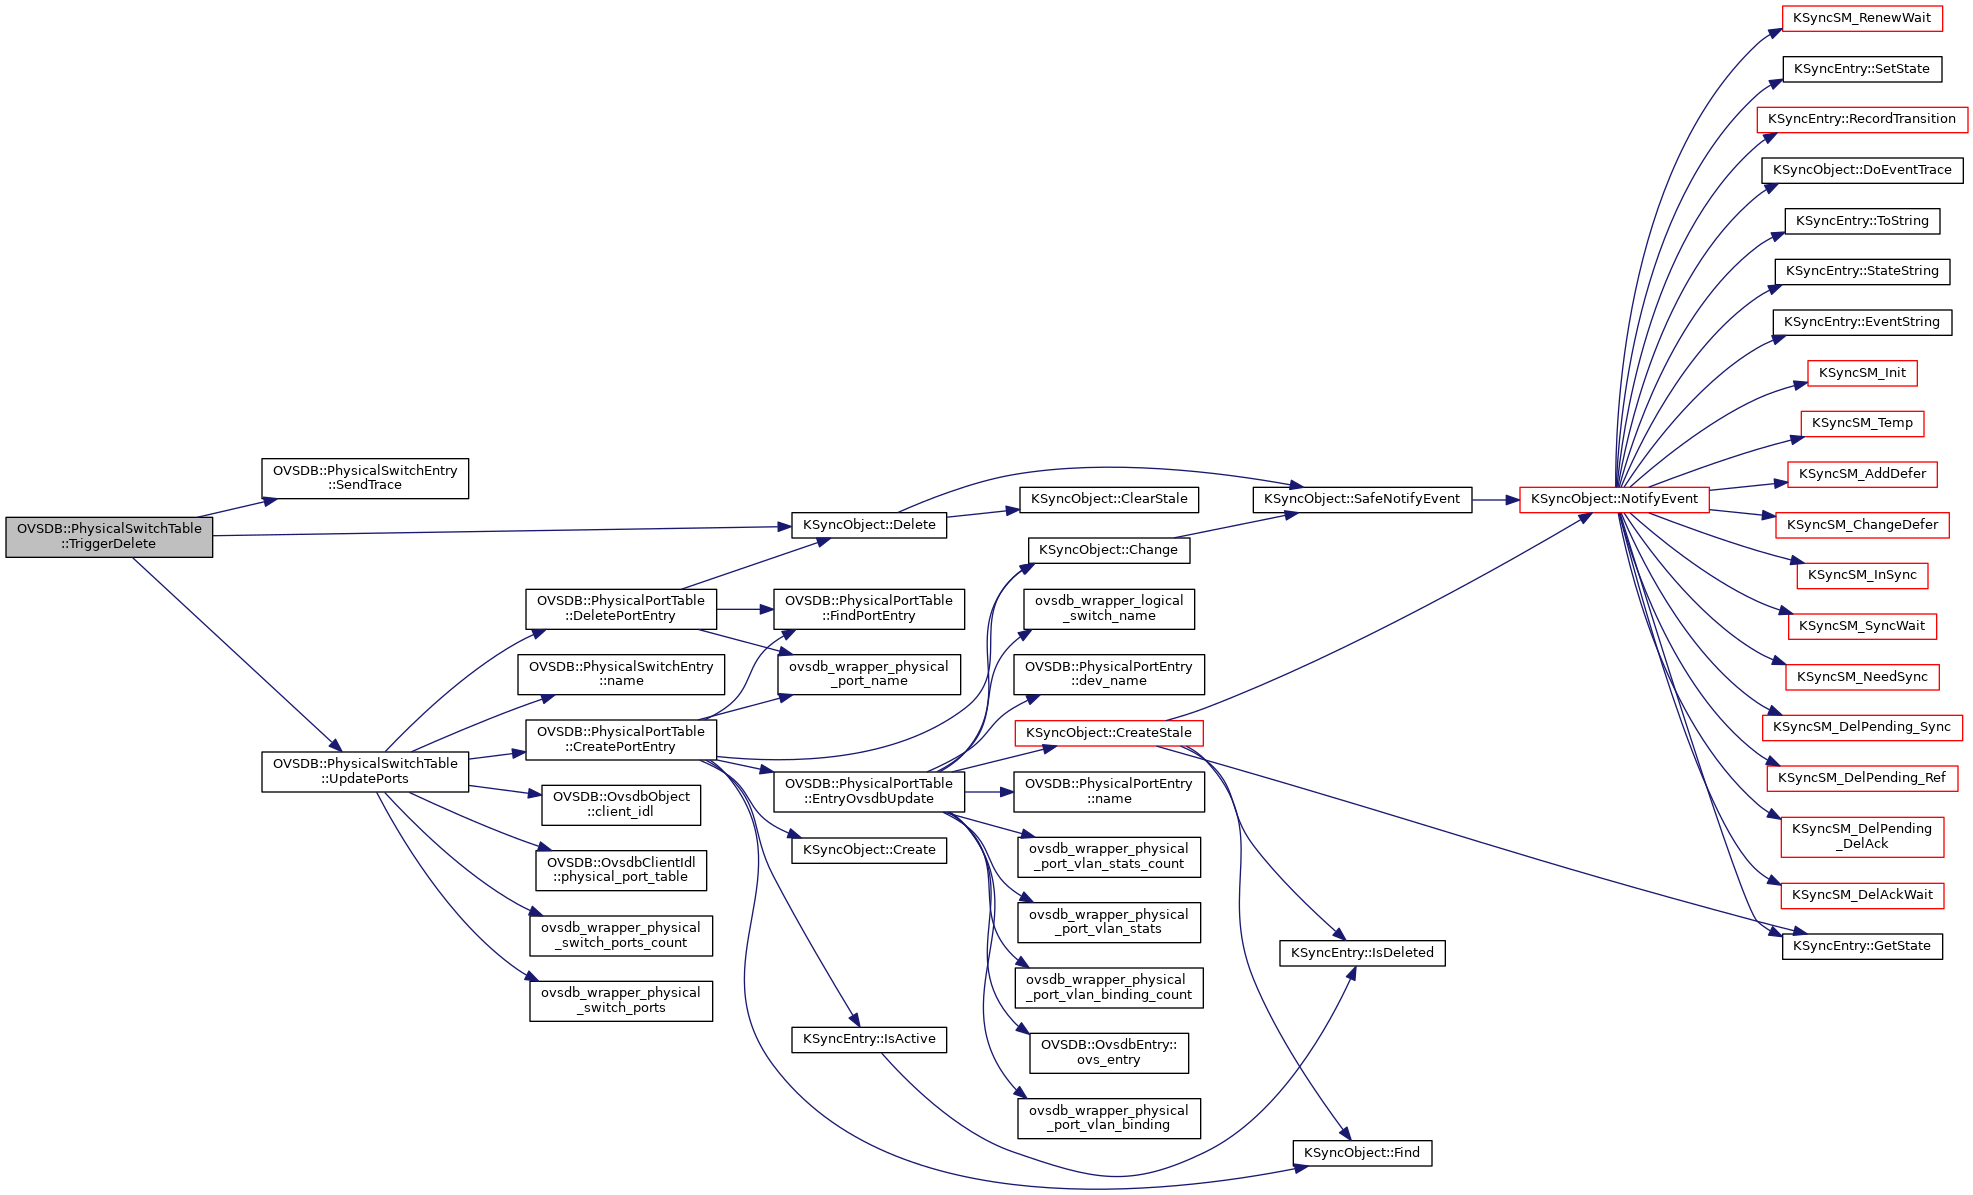 OVSDB::PhysicalSwitchTable
::TriggerDelete
OVSDB::PhysicalSwitchEntry
::SendTrace
OVSDB::PhysicalSwitchTable
::UpdatePorts
OVSDB::PhysicalPortTable
::DeletePortEntry
OVSDB::PhysicalSwitchEntry
::name
OVSDB::PhysicalPortTable
::CreatePortEntry
OVSDB::OvsdbObject
::client_idl
OVSDB::OvsdbClientIdl
::physical_port_table
ovsdb_wrapper_physical
_switch_ports_count
ovsdb_wrapper_physical
_switch_ports
KSyncObject::Delete
OVSDB::PhysicalPortTable
::FindPortEntry
ovsdb_wrapper_physical
_port_name
OVSDB::PhysicalPortTable
::EntryOvsdbUpdate
KSyncObject::Create
KSyncEntry::IsActive
KSyncObject::ClearStale
KSyncObject::Change
ovsdb_wrapper_logical
_switch_name
OVSDB::PhysicalPortEntry
::dev_name
KSyncObject::CreateStale
OVSDB::PhysicalPortEntry
::name
ovsdb_wrapper_physical
_port_vlan_stats_count
ovsdb_wrapper_physical
_port_vlan_stats
ovsdb_wrapper_physical
_port_vlan_binding_count
OVSDB::OvsdbEntry::
ovs_entry
ovsdb_wrapper_physical
_port_vlan_binding
KSyncObject::SafeNotifyEvent
KSyncEntry::IsDeleted
KSyncObject::Find
KSyncObject::NotifyEvent
KSyncSM_RenewWait
KSyncEntry::SetState
KSyncEntry::RecordTransition
KSyncObject::DoEventTrace
KSyncEntry::ToString
KSyncEntry::StateString
KSyncEntry::EventString
KSyncSM_Init
KSyncSM_Temp
KSyncSM_AddDefer
KSyncSM_ChangeDefer
KSyncSM_InSync
KSyncSM_SyncWait
KSyncSM_NeedSync
KSyncSM_DelPending_Sync
KSyncSM_DelPending_Ref
KSyncSM_DelPending
_DelAck
KSyncSM_DelAckWait
KSyncEntry::GetState